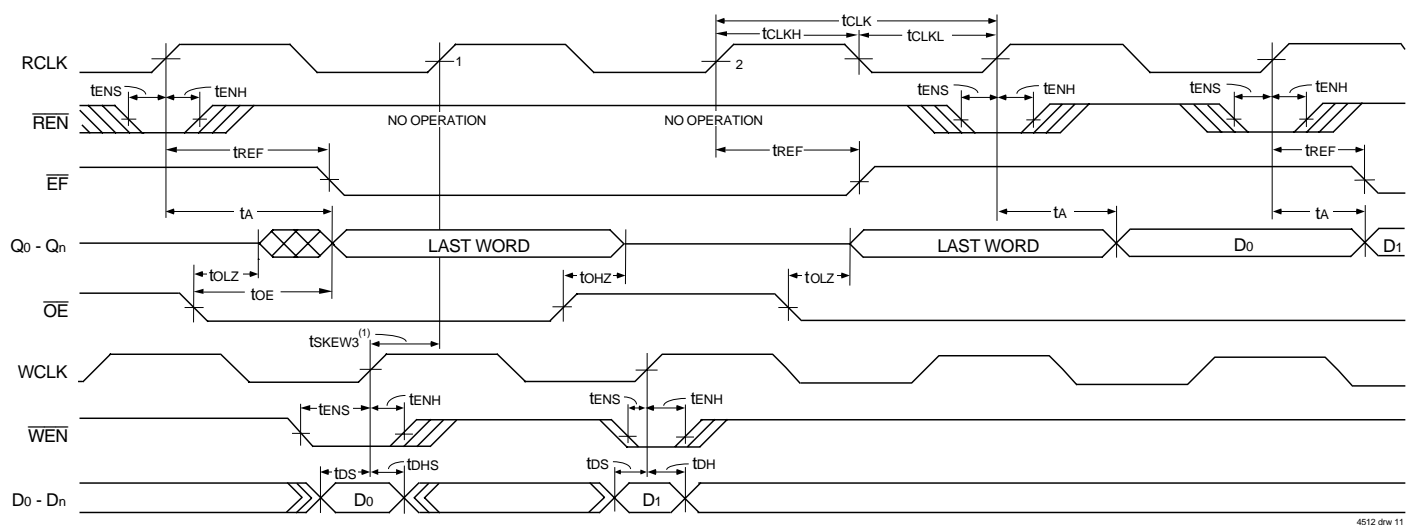 tCLK
tCLKH tCLKL
RCLK 1 2
tENS tENH tENS tENH tENS tENH
REN NO OPERATION NO OPERATION
tREF tREF tREF
EF
tA tA tA
Q0 - Qn LAST WORD LAST WORD D0 D1
tOLZ tOHZ tOLZ
tOE
OE
tSKEW3(1)
WCLK
tENS tENH tENS tENH
WEN
tDS tDHS tDS tDH
D0 - Dn D0 D1
4512 drw 11